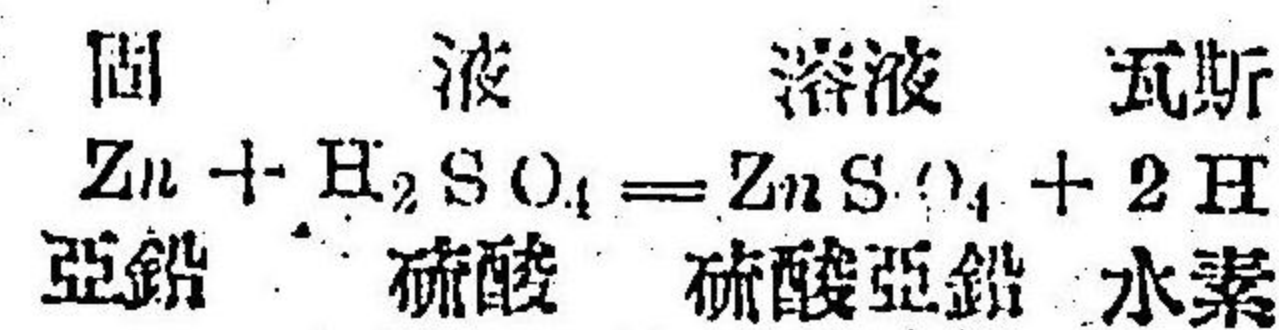 固 液 溶液 瓦斯
Zn + H₂SO₄ = ZnSO₄ + 2H
亞鉛 硫酸 硫酸亞鉛 水素